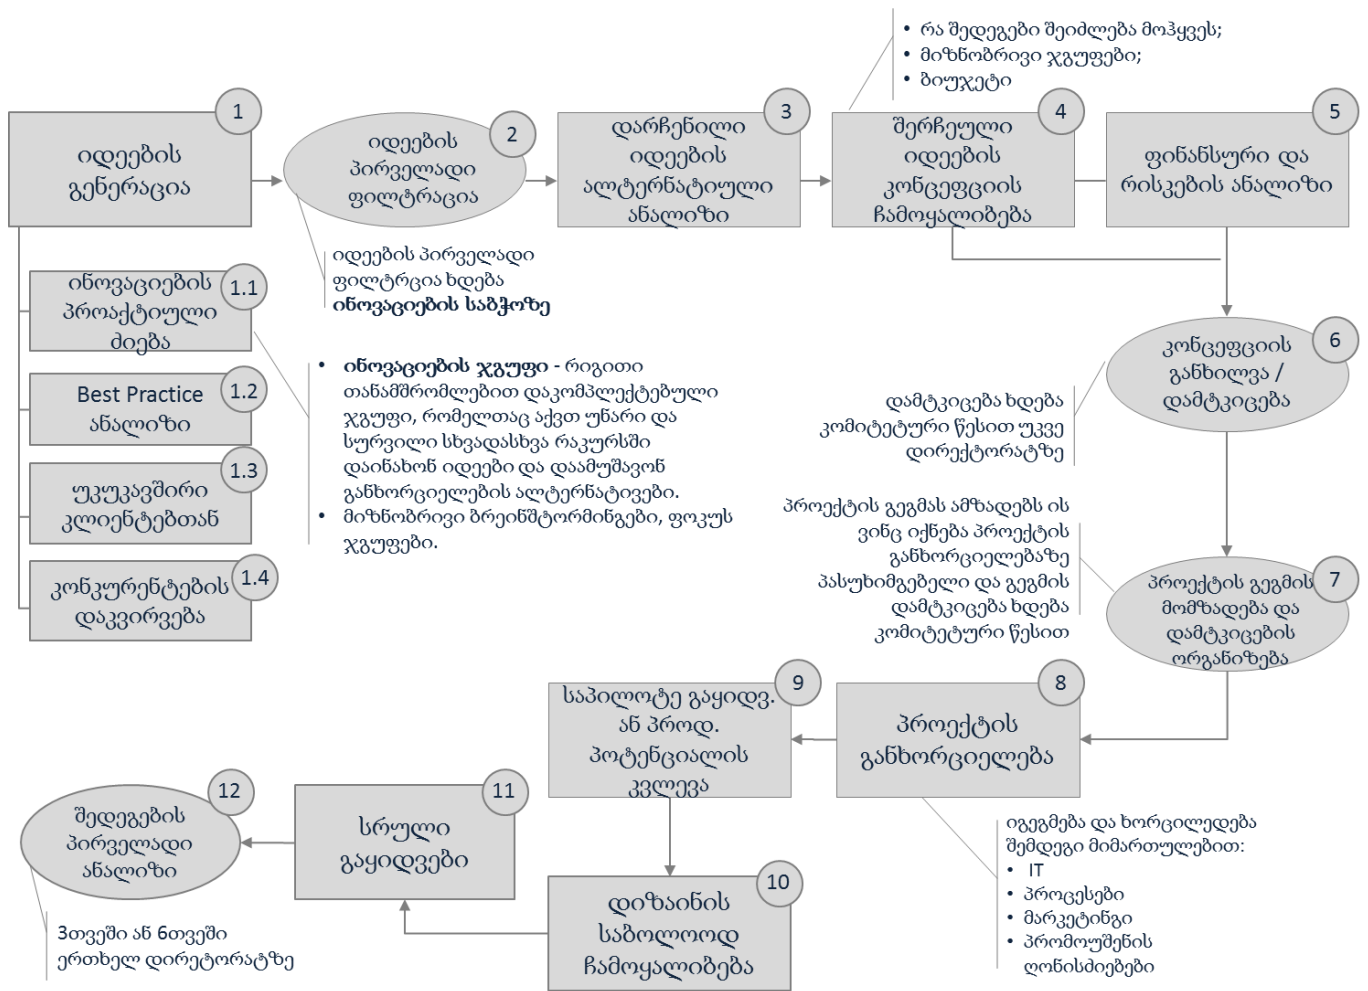 • რა შედეგები შეიძლება მოჰყვეს;
• მიზნობრივი ჯგუფები;
• ბიუჯეტი
1
იდეების
გენერაცია
2
იდეების
პირველადი
ფილტრაცია
3
დარჩენილი
იდეების
ალტერნატიული
ანალიზი
4
შერჩეული
იდეების
კონცეფციის
ჩამოყალიბება
5
ფინანსური და
რისკების ანალიზი
იდეების პირველადი
ფილტრცია ხდება
ინოვაციების საბჭოზე
1.1
ინოვაციების
პროაქტიული
ძიება
1.2
Best Practice
ანალიზი
1.3
უკუკავშირი
კლიენტებთან
1.4
კონკურენტების
დაკვირვება
• ინოვაციების ჯგუფი - რიგითი
თანამშრომლებით დაკომპლექტებული
ჯგუფი, რომელთაც აქვთ უნარი და
სურვილი სხვადასხვა რაკურსში
დაინახონ იდეები და დაამუშავონ
განხორციელების ალტერნატივები.
• მიზნობრივი ბრეინშტორმინგები, ფოკუს
ჯგუფები.
6
კონცეფციის
განხილვა /
დამტკიცება
დამტკიცება ხდება
კომიტეტური წესით უკვე
დირექტორატზე
პროექტის გეგმას ამზადებს ის
ვინც იქნება პროექტის
განხორციელებაზე
პასუხიმგებელი და გეგმის
დამტკიცება ხდება
კომიტეტური წესით
7
პროექტის გეგმის
მომზადება და
დამტკიცების
ორგანიზება
8
პროექტის
განხორციელება
იგეგმება და ხორცილედება
შემდეგი მიმართულებით:
• IT
• პროცესები
• მარკეტინგი
• პრომოუშენის
ღონისძიებები
9
საპილოტე გაყიდვ.
ან პროდ.
პოტენციალის
კვლევა
10
დიზაინის
საბოლოოდ
ჩამოყალიბება
11
სრული
გაყიდვები
12
შედეგების
პირველადი
ანალიზი
3თვეში ან 6თვეში
ერთხელ დირეტორატზე